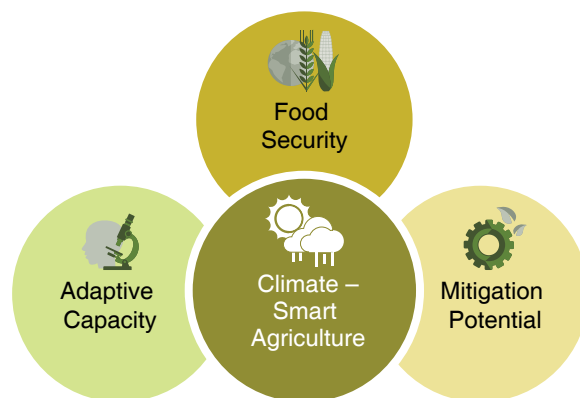 Food
Security
Adaptive
Capacity
Climate –
Smart
Agriculture
Mitigation
Potential